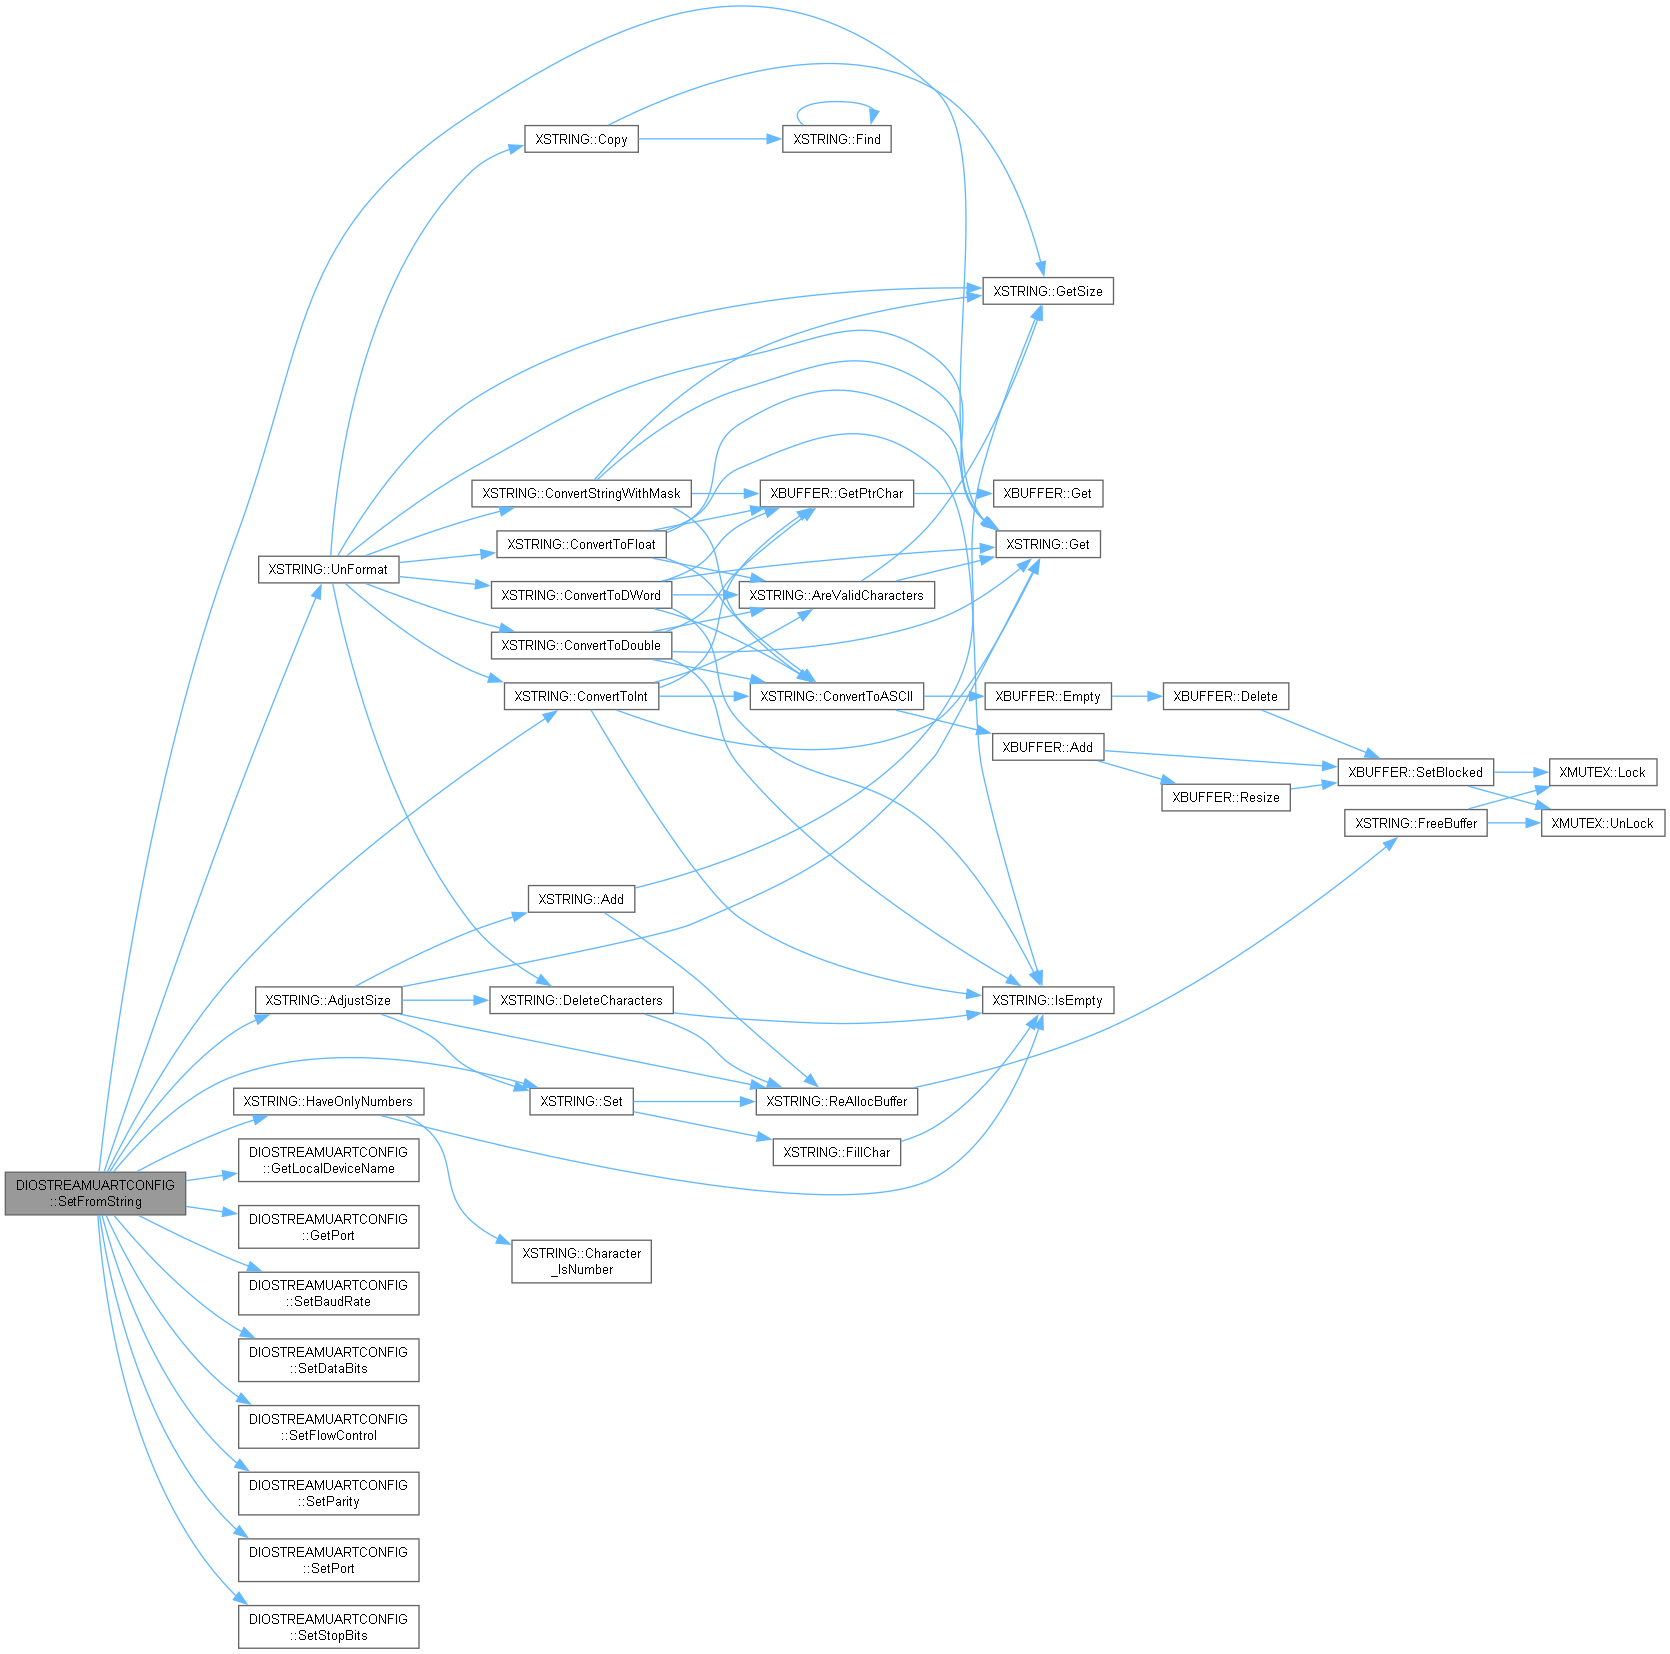 XSTRING::Copy
XSTRING::Find
XSTRING::GetSize
XSTRING::ConvertStringWithMask
XBUFFER::GetPtrChar
XBUFFER::Get
XSTRING::ConvertToFloat
XSTRING::Get
XSTRING::UnFormat
XSTRING::ConvertToDWord
XSTRING::AreValidCharacters
XSTRING::ConvertToDouble
XSTRING::ConvertToInt
XSTRING::ConvertToASCII
XBUFFER::Empty
XBUFFER::Delete
XBUFFER::Add
XBUFFER::SetBlocked
XMUTEX::Lock
XBUFFER::Resize
XSTRING::FreeBuffer
XMUTEX::UnLock
XSTRING::Add
XSTRING::AdjustSize
XSTRING::DeleteCharacters
XSTRING::IsEmpty
XSTRING::HaveOnlyNumbers
XSTRING::Set
XSTRING::ReAllocBuffer
XSTRING::FillChar
DIOSTREAMUARTCONFIG
::GetLocalDeviceName
DIOSTREAMUARTCONFIG
::SetFromString
DIOSTREAMUARTCONFIG
::GetPort
XSTRING::Character
_IsNumber
DIOSTREAMUARTCONFIG
::SetBaudRate
DIOSTREAMUARTCONFIG
::SetDataBits
DIOSTREAMUARTCONFIG
::SetFlowControl
DIOSTREAMUARTCONFIG
::SetParity
DIOSTREAMUARTCONFIG
::SetPort
DIOSTREAMUARTCONFIG
::SetStopBits